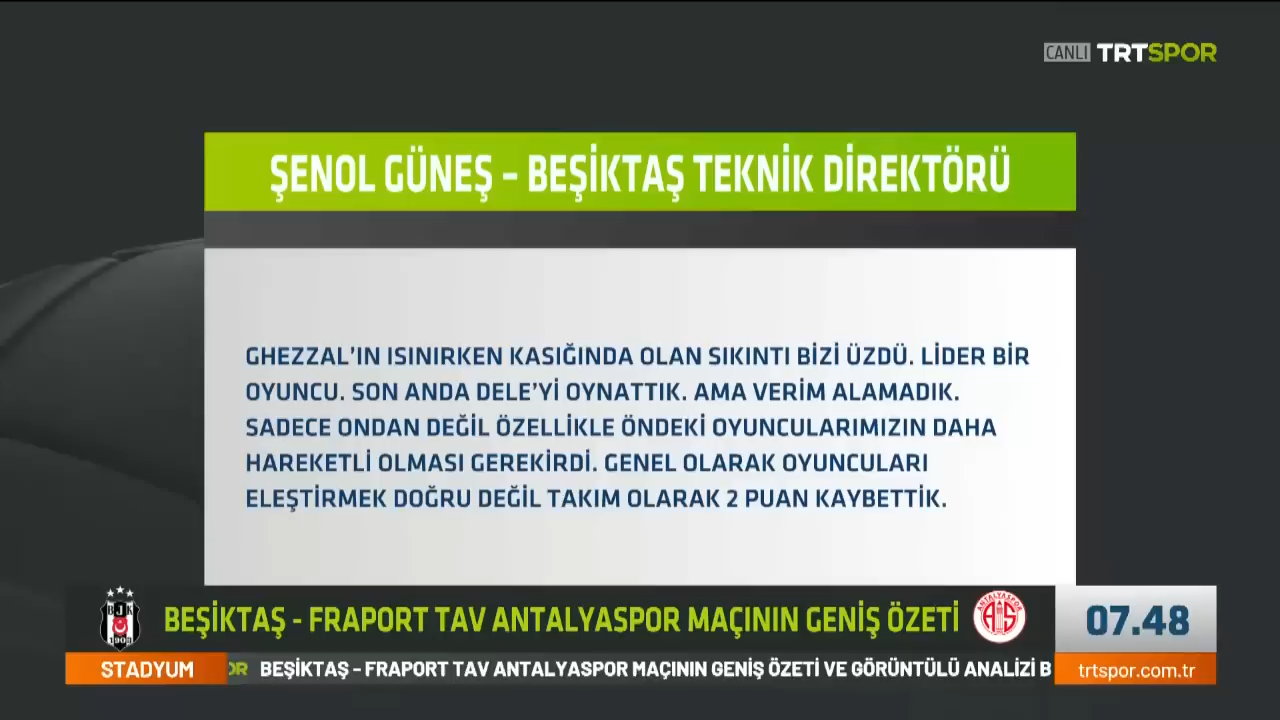 CANLI TRTSPOR
ŞENOL GÜNEŞ – BEŞİKTAŞ TEKNİK DİREKTÖRÜ
GHEZZAL'IN ISINIRKEN KASIĞINDA OLAN SIKINTI BİZİ ÜZDÜ. LİDER BİR
OYUNCU. SON ANDA DELE'Yİ OYNATTIK. AMA VERİM ALAMADIK.
SADECE ONDAN DEĞİL ÖZELLİKLE ÖNDEKİ OYUNCULARIMIZIN DAHA
HAREKETLİ OLMASI GEREKİRDİ. GENEL OLARAK OYUNCULARI
ELEŞTİRMEK DOĞRU DEĞİL TAKIM OLARAK 2 PUAN KAYBETTİK.
BJK
1903
BEŞİKTAŞ - FRAPORT TAV ANTALYASPOR MAÇININ GENİŞ ÖZETİ
ANTALYASPOR
07.48
STADYUM
OR BEŞİKTAŞ – FRAPORT TAV ANTALYASPOR MAÇININ GENİŞ ÖZETİ VE GÖRÜNTÜLÜ ANALİZİ B
trtspor.com.tr